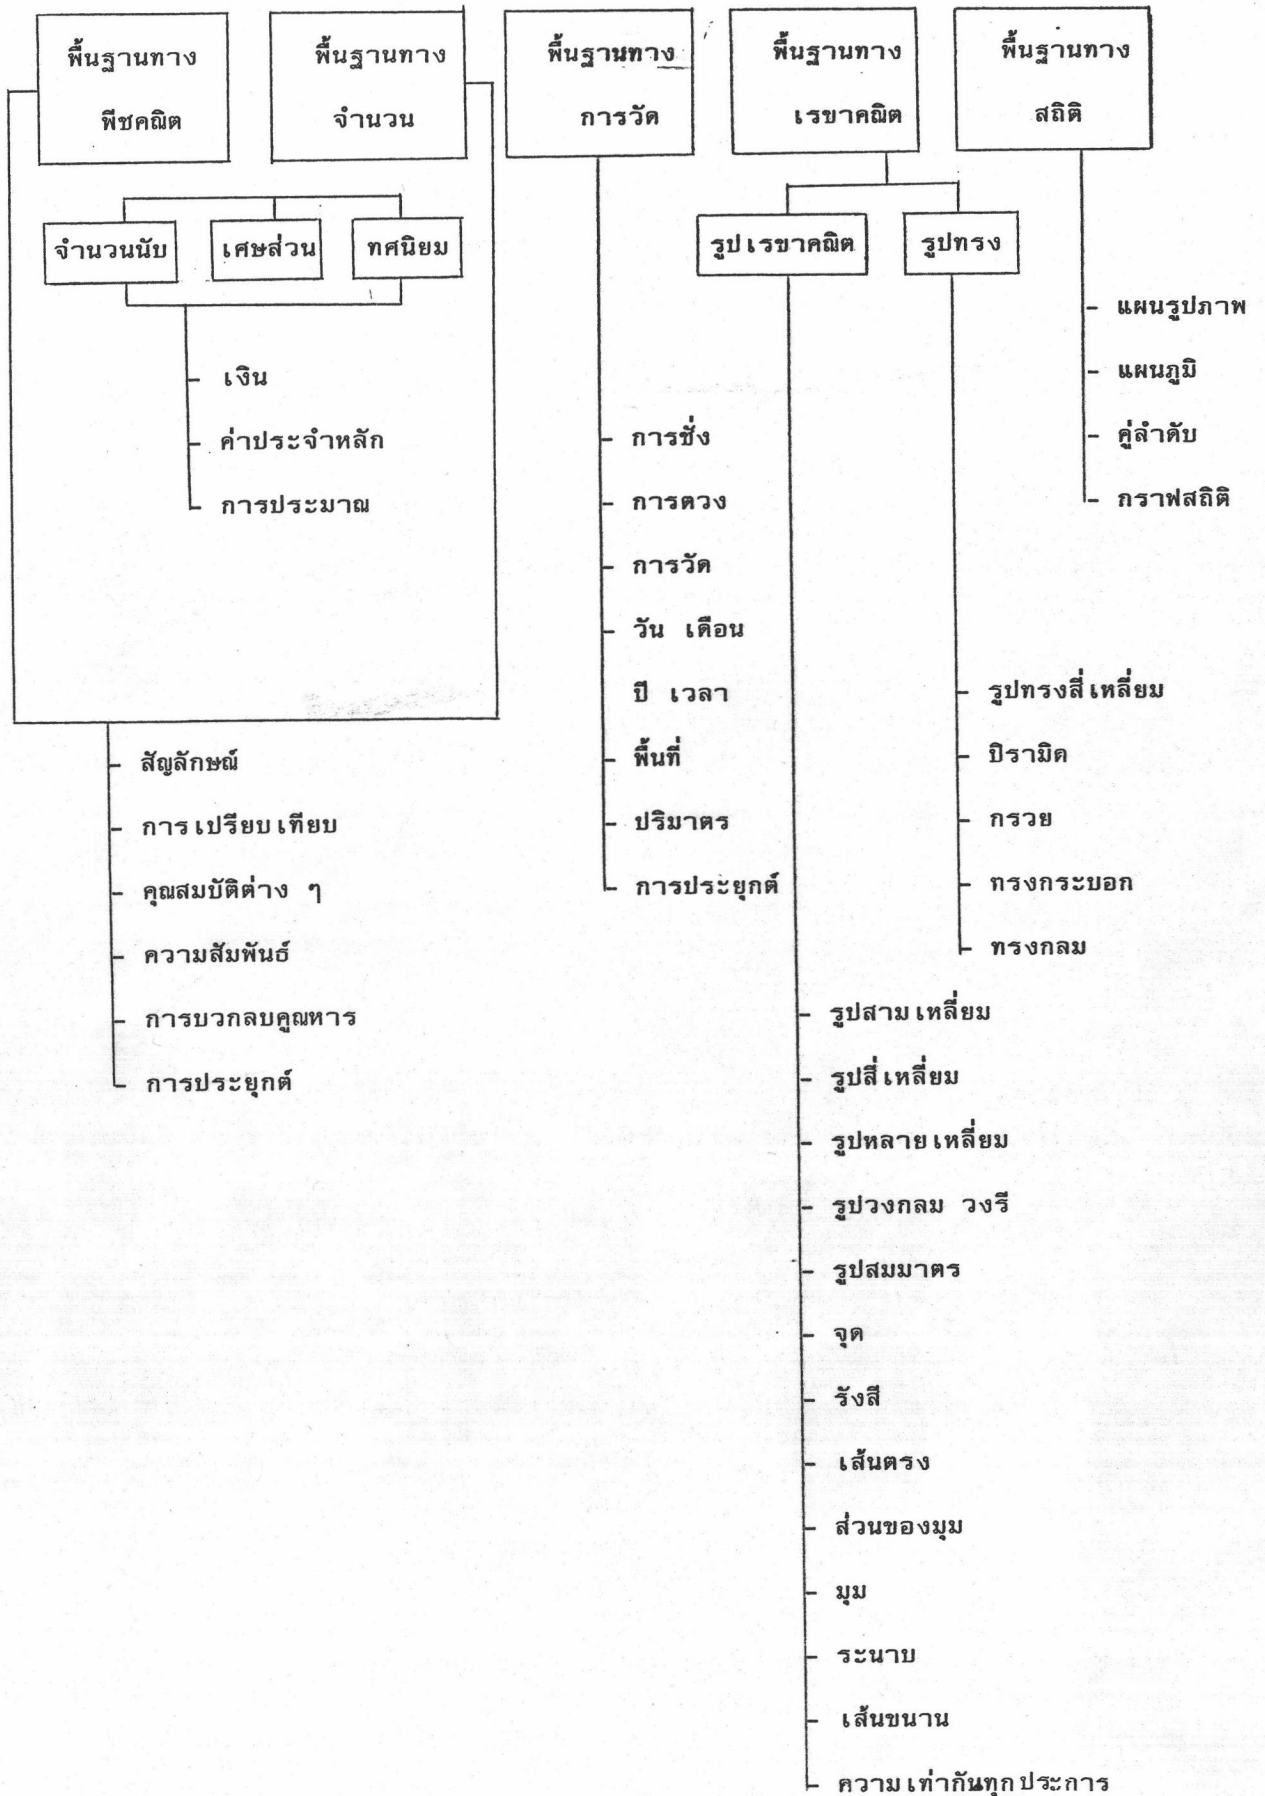 พื้นฐานทาง
พีชคณิต
พื้นฐานทาง
จำนวน
พื้นฐานทาง
การวัด
พื้นฐานทาง
เรขาคณิต
พื้นฐานทาง
สถิติ
จำนวนนับ
เศษส่วน
ทศนิยม
- เงิน
- ค่าประจำหลัก
- การประมาณ
- สัญลักษณ์
- การเปรียบเทียบ
- คุณสมบัติต่าง ๆ
- ความสัมพันธ์
- การบวกลบคูณหาร
- การประยุกต์
- การชั่ง
- การตวง
- การวัด
- วัน เดือน
ปี เวลา
- พื้นที่
- ปริมาตร
- การประยุกต์
รูปเรขาคณิต
รูปทรง
- รูปสามเหลี่ยม
- รูปสี่เหลี่ยม
- รูปหลายเหลี่ยม
- รูปวงกลม วงรี
- รูปสมมาตร
- จุด
- รังสี
- เส้นตรง
- ส่วนของมุม
- มุม
- ระนาบ
- เส้นขนาน
- ความเท่ากันทุกประการ
- รูปทรงสี่เหลี่ยม
- ปิรามิด
- กรวย
- ทรงกระบอก
- ทรงกลม
- แผนรูปภาพ
- แผนภูมิ
- คู่ลำดับ
- กราฟสถิติ